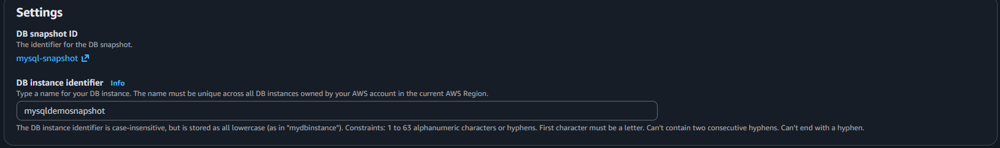 Settings
DB snapshot ID
The identifier for the DB snapshot.
mysql-snapshot
DB instance identifier Info
Type a name for your DB instance. The name must be unique across all DB instances owned by your AWS account in the current AWS Region.
mysqldemosnapshot
The DB instance identifier is case-insensitive, but is stored as all lowercase (as in "mydbinstance"). Constraints: 1 to 63 alphanumeric characters or hyphens. First character must be a letter. Can't contain two consecutive hyphens. Can't end with a hyphen.